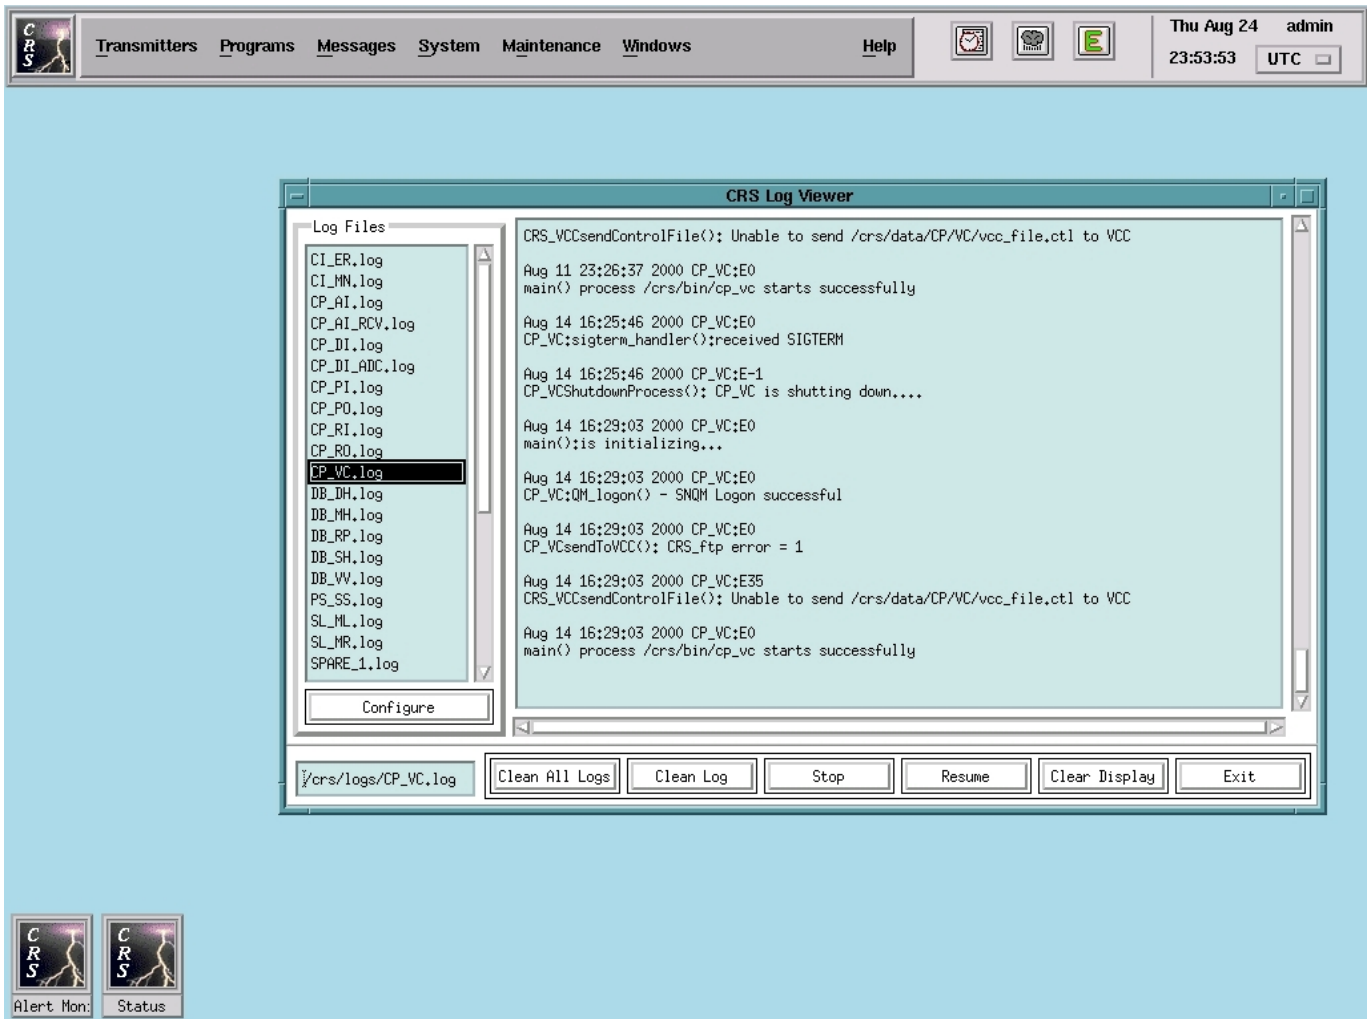 CRS
Transmitters Programs Messages System Maintenance Windows Help
E
Thu Aug 24 admin
23:53:53 UTC
CRS Log Viewer
Log Files
CI_ER.log
CI_MN.log
CP_AI.log
CP_AI_RCV.log
CP_DI.log
CP_DI_ADC.log
CP_PI.log
CP_PO.log
CP_RI.log
CP_RO.log
CP_VC.log
DB_DH.log
DB_MH.log
DB_RP.log
DB_SH.log
DB_VV.log
PS_SS.log
SL_ML.log
SL_MR.log
SPARE_1.log
Configure
CRS_VCCsendControlFile(): Unable to send /crs/data/CP/VC/vcc_file.ctl to VCC
Aug 11 23:26:37 2000 CP_VC:E0
main() process /crs/bin/cp_vc starts successfully
Aug 14 16:25:46 2000 CP_VC:E0
CP_VC:sigterm_handler():received SIGTERM
Aug 14 16:25:46 2000 CP_VC:E-1
CP_VCShutdownProcess(): CP_VC is shutting down....
Aug 14 16:29:03 2000 CP_VC:E0
main():is initializing...
Aug 14 16:29:03 2000 CP_VC:E0
CP_VC:QM_logon() - SNQM Logon successful
Aug 14 16:29:03 2000 CP_VC:E0
CP_VCsendToVCC(): CRS_ftp error = 1
Aug 14 16:29:03 2000 CP_VC:E35
CRS_VCCsendControlFile(): Unable to send /crs/data/CP/VC/vcc_file.ctl to VCC
Aug 14 16:29:03 2000 CP_VC:E0
main() process /crs/bin/cp_vc starts successfully
/crs/logs/CP_VC.log
Clean All Logs Clean Log Stop Resume Clear Display Exit
CRS
Alert Mon:
CRS
Status